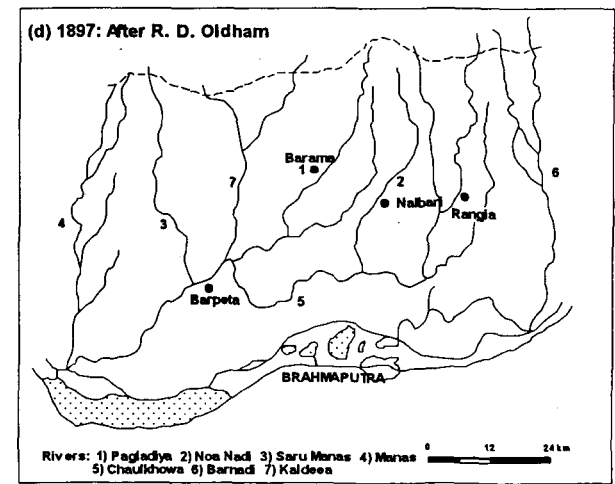 (d) 1897: After R. D. Oldham
Barama
1
2
Nalbari
Rangia
6
7
4
3
Barpeta
5
BRAHMAPUTRA
Rivers: 1) Pagladiya 2) Noa Nadi 3) Saru Manas 4) Manas
5) Chaulkhowa 6) Barnadi 7) Kaldeea
0 12 24 km